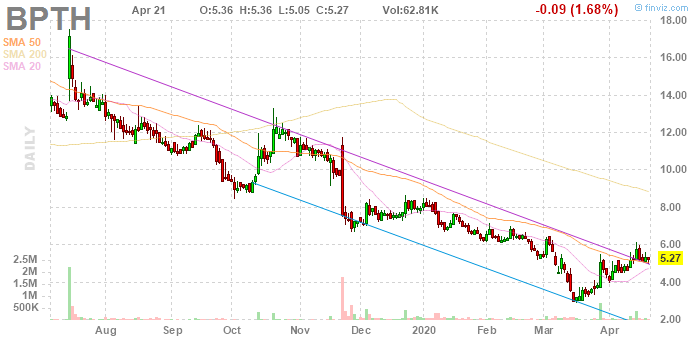 BPTH Apr 21 O:5.36 H:5.36 L:5.05 C:5.27 Vol:62.81K -0.09 (1.68%) © finviz.com
SMA 50
SMA 200
SMA 20
DAILY
18.00
16.00
14.00
12.00
10.00
8.00
6.00
5.27
4.00
2.00
2.5M
2M
1.5M
1M
500K
Aug Sep Oct Nov Dec 2020 Feb Mar Apr